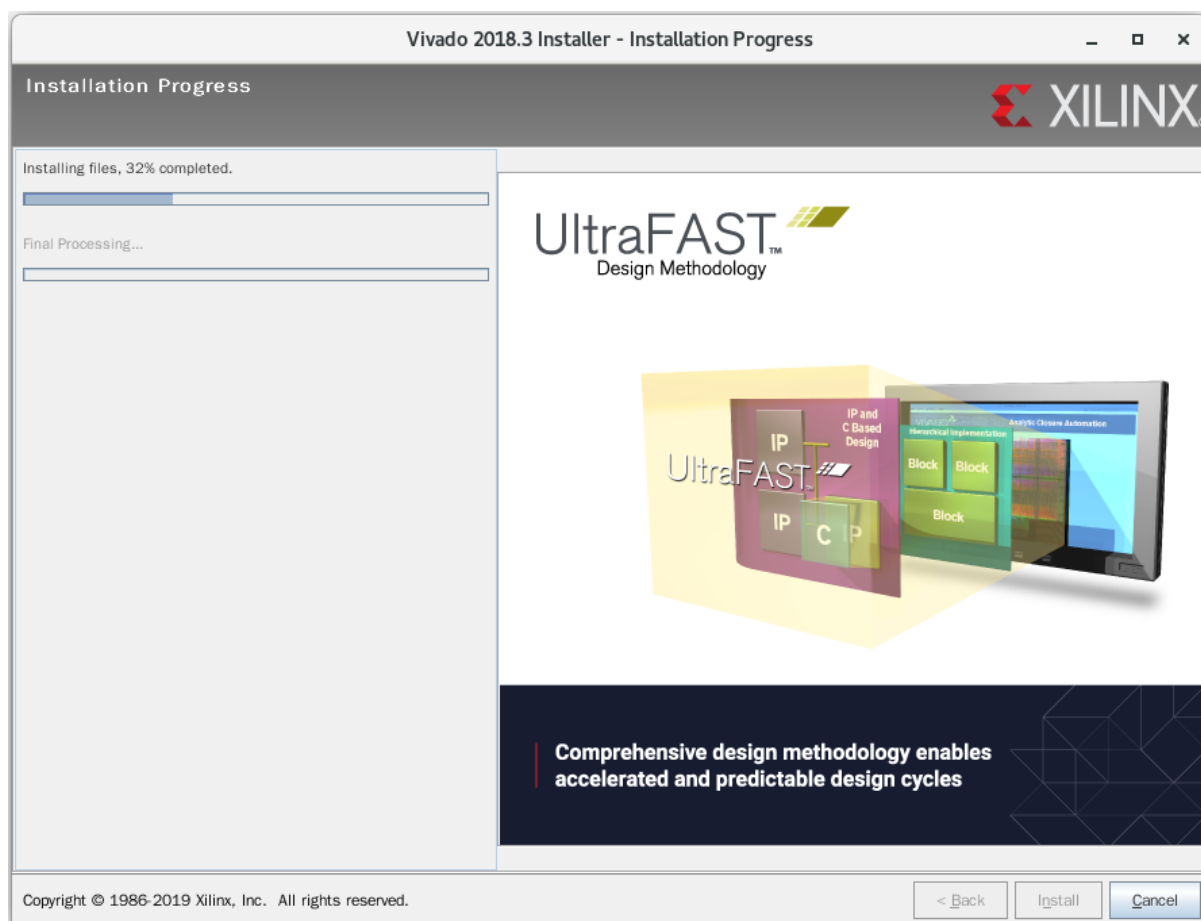 Vivado 2018.3 Installer - Installation Progress
Installation Progress
XILINX
Installing files, 32% completed.
Final Processing...
UltraFAST™
Design Methodology
IP and
C Based
Design
IP
UltraFAST
IP
C
IP
Analytic Closure Automation
Hierarchical Implementation
Block Block
Block
Comprehensive design methodology enables
accelerated and predictable design cycles
Copyright © 1986-2019 Xilinx, Inc. All rights reserved.
< Back
Install
Cancel